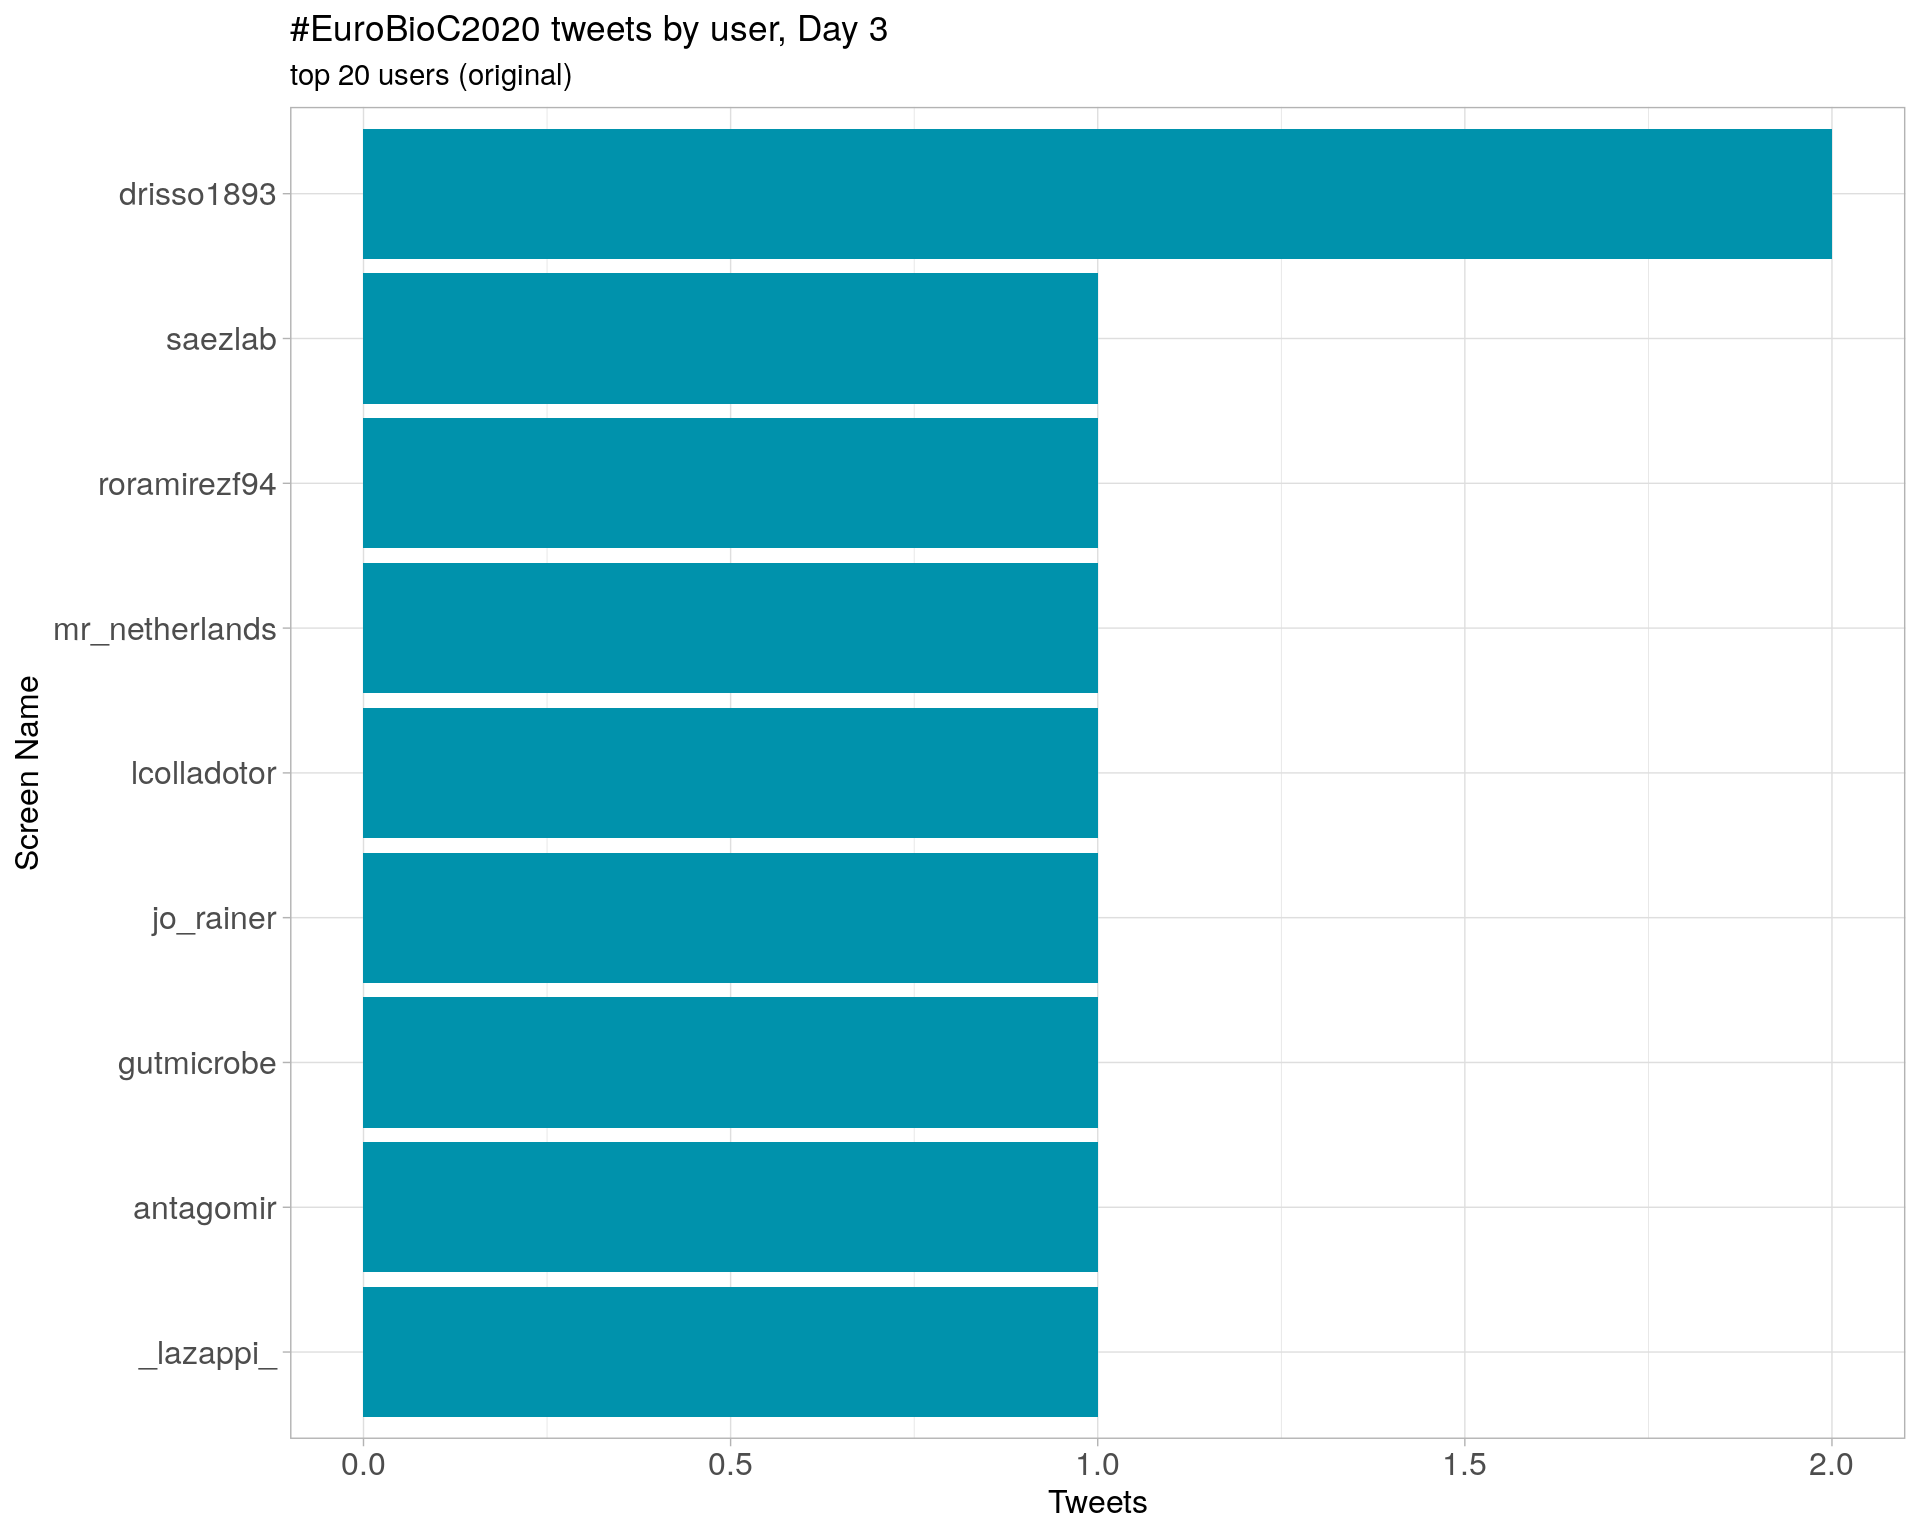 #EuroBioC2020 tweets by user, Day 3
top 20 users (original)
Screen Name
drisso1893
saezlab
roramirezf94
mr_netherlands
lcolladotor
jo_rainer
gutmicrobe
antagomir
_lazappi_
0.0 0.5 1.0 1.5 2.0
Tweets